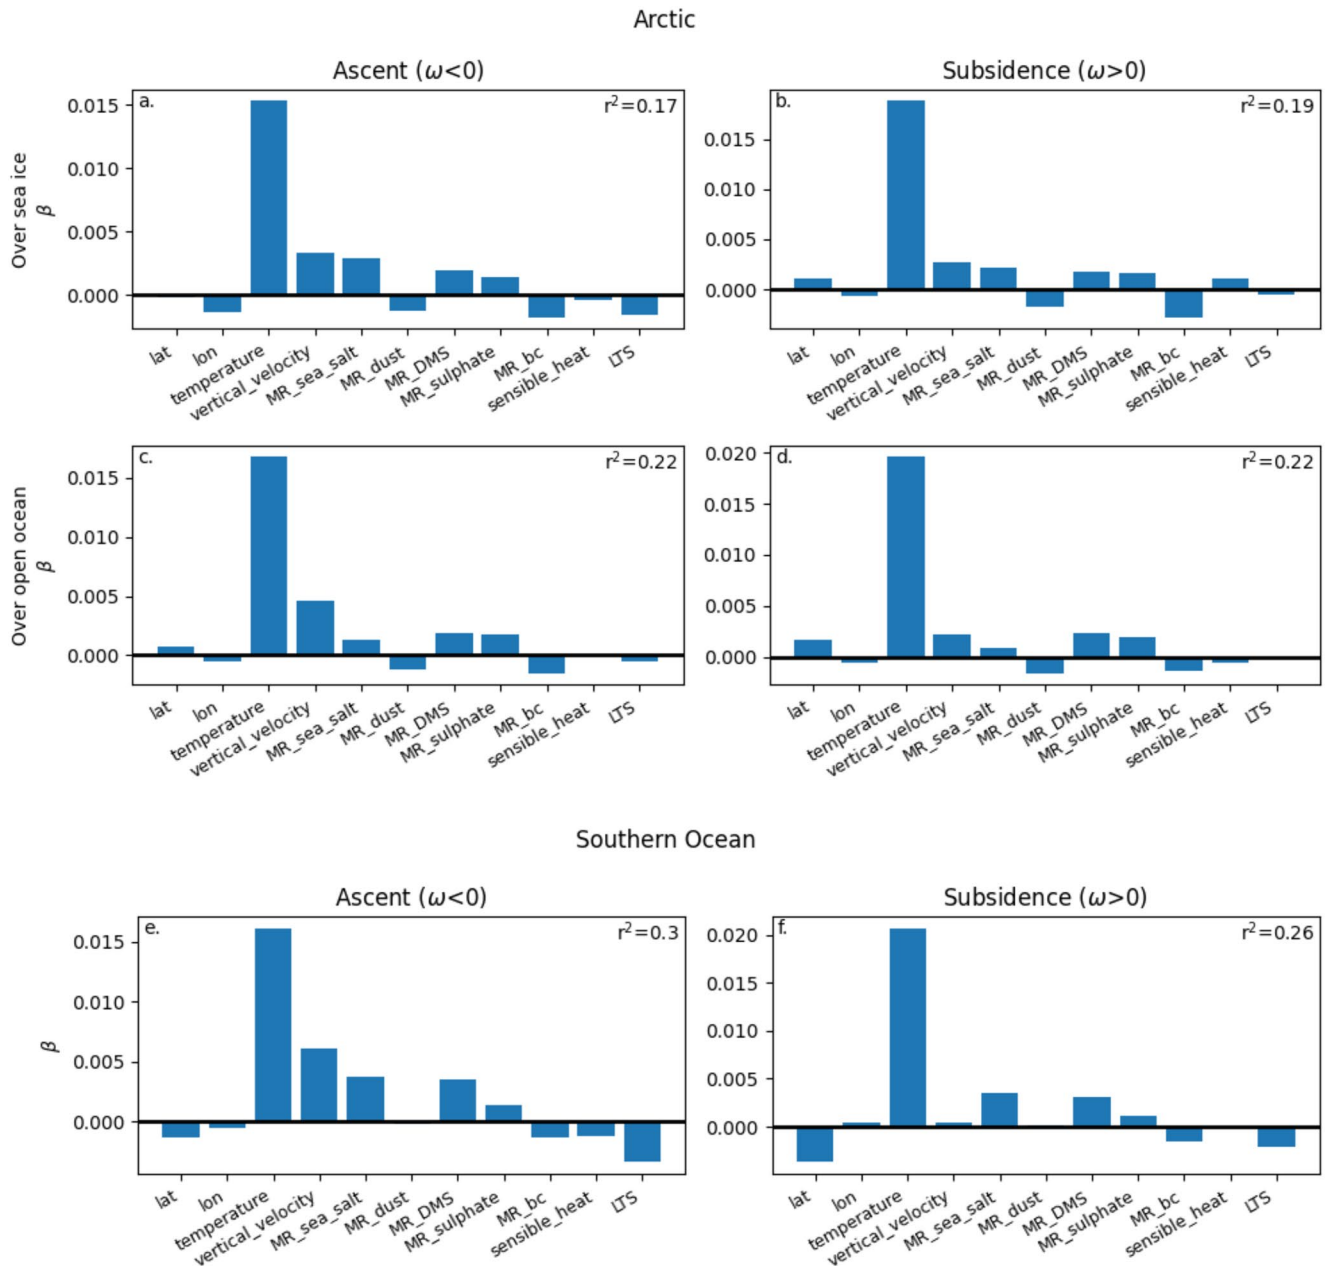 Arctic
Ascent (ω<0)
Subsidence (ω>0)
Over sea ice
β
a.
r²=0.17
0.015
0.010
0.005
0.000
lat
lon
temperature
vertical_velocity
MR_sea_salt
MR_dust
MR_DMS
MR_sulphate
MR_bc
sensible_heat
LTS
b.
r²=0.19
0.015
0.010
0.005
0.000
lat
lon
temperature
vertical_velocity
MR_sea_salt
MR_dust
MR_DMS
MR_sulphate
MR_bc
sensible_heat
LTS
Over open ocean
β
c.
r²=0.22
0.015
0.010
0.005
0.000
lat
lon
temperature
vertical_velocity
MR_sea_salt
MR_dust
MR_DMS
MR_sulphate
MR_bc
sensible_heat
LTS
d.
r²=0.22
0.020
0.015
0.010
0.005
0.000
lat
lon
temperature
vertical_velocity
MR_sea_salt
MR_dust
MR_DMS
MR_sulphate
MR_bc
sensible_heat
LTS
Southern Ocean
Ascent (ω<0)
Subsidence (ω>0)
β
e.
r²=0.3
0.015
0.010
0.005
0.000
lat
lon
temperature
vertical_velocity
MR_sea_salt
MR_dust
MR_DMS
MR_sulphate
MR_bc
sensible_heat
LTS
f.
r²=0.26
0.020
0.015
0.010
0.005
0.000
lat
lon
temperature
vertical_velocity
MR_sea_salt
MR_dust
MR_DMS
MR_sulphate
MR_bc
sensible_heat
LTS